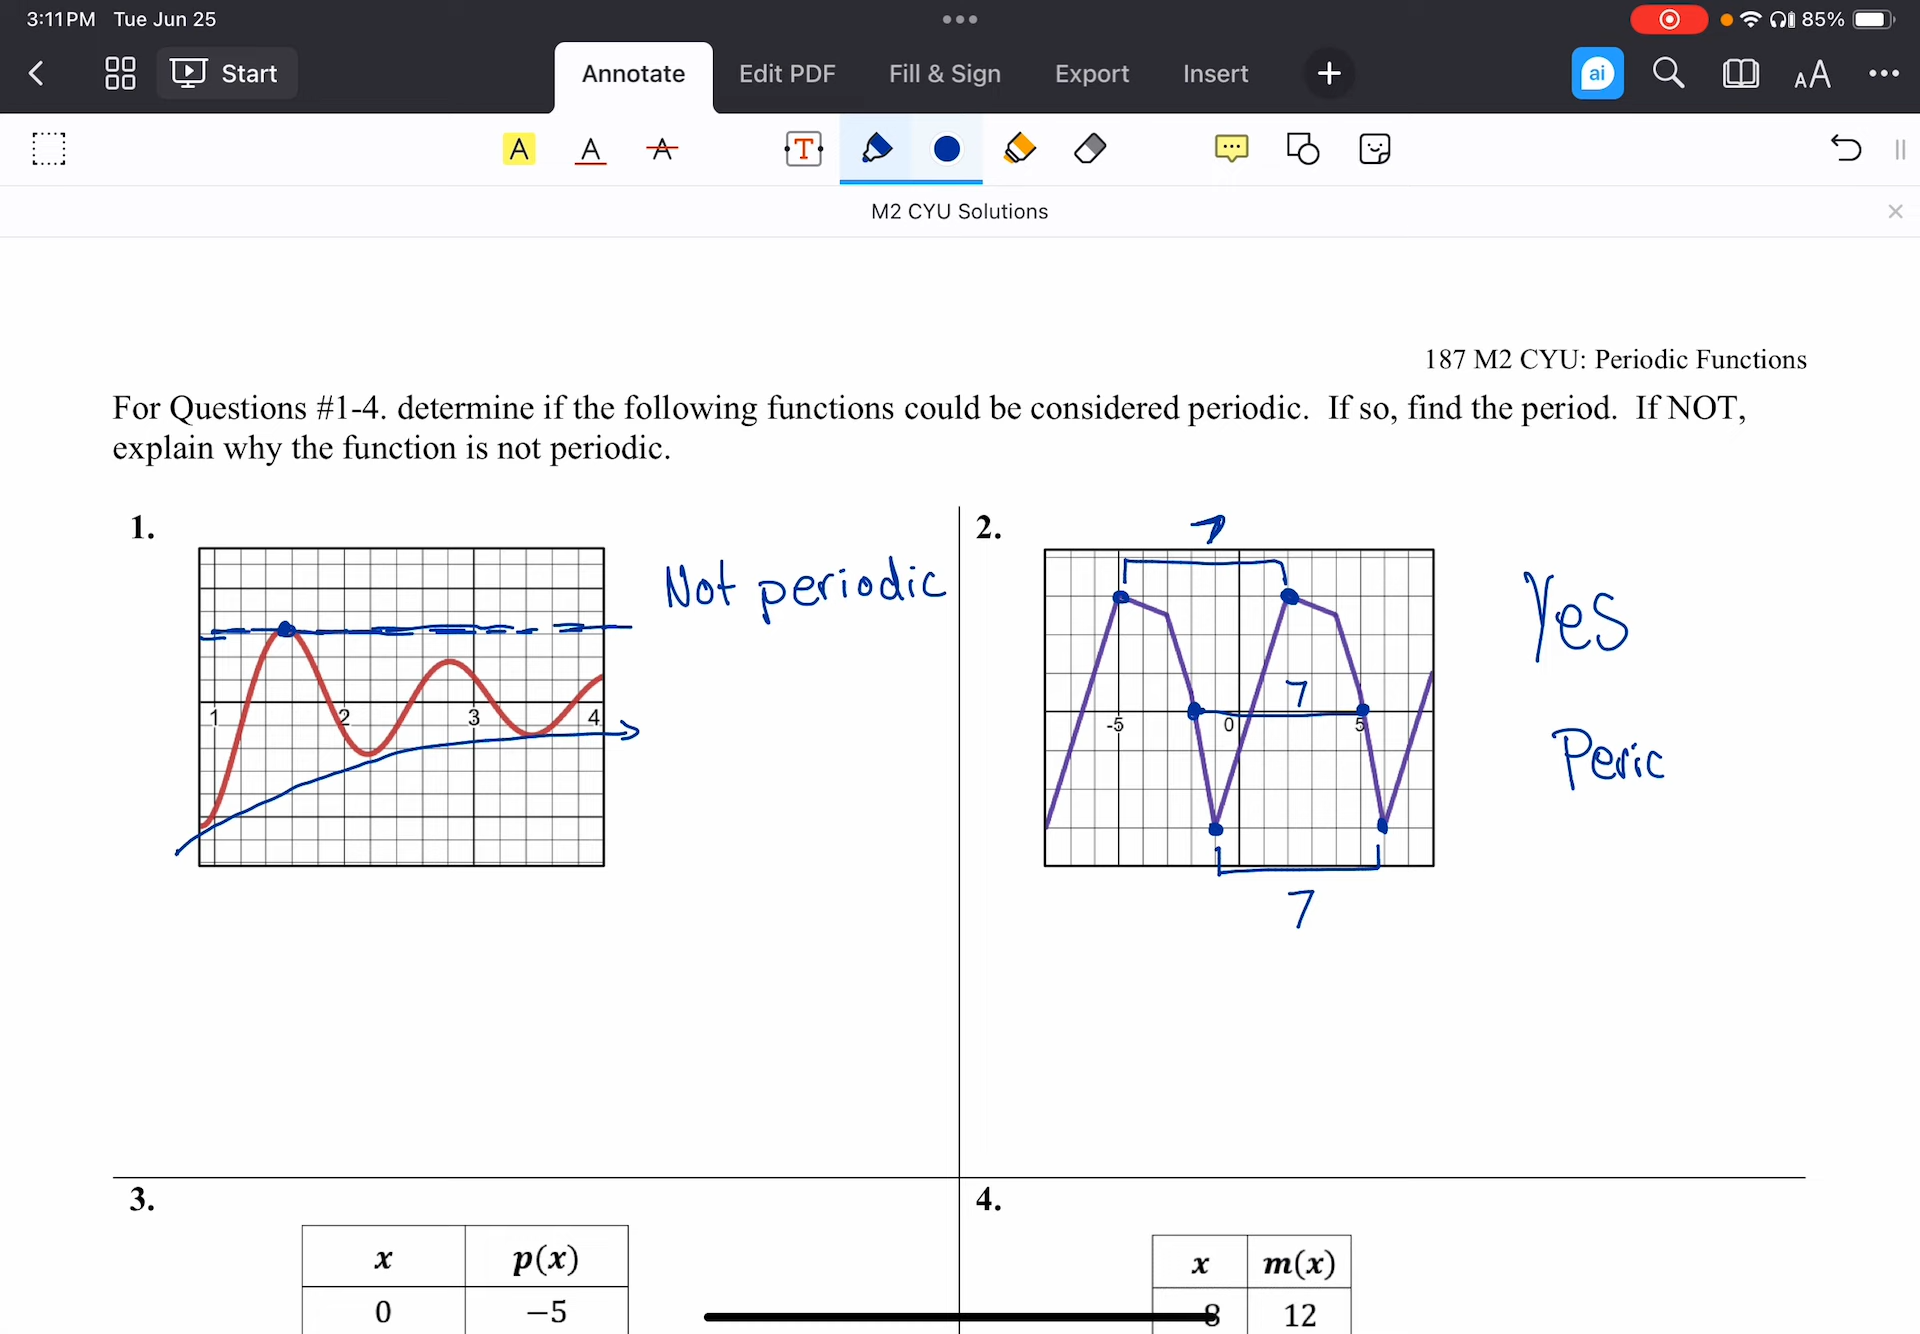 3:11 PM Tue Jun 25
85%
Start
Annotate
Edit PDF
Fill & Sign
Export
Insert
ai
AA
A
A
A
T
M2 CYU Solutions
187 M2 CYU: Periodic Functions
For Questions #1-4. determine if the following functions could be considered periodic. If so, find the period. If NOT,
explain why the function is not periodic.
1.
Not periodic
1
2
3
4
2.
7
7
-5
0
5
7
Yes
Peric
3.
x p(x)
0 −5
4.
x m(x)
8 12